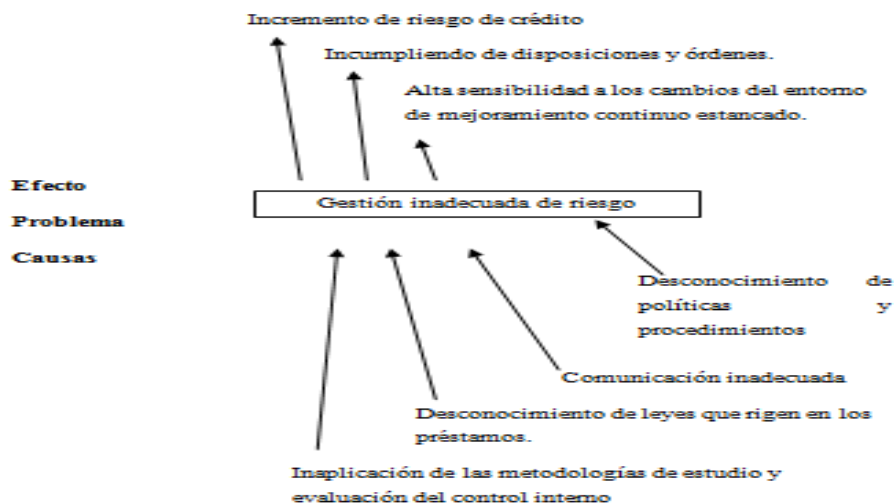 Incremento de riesgo de crédito
Incumpliendo de disposiciones y órdenes.
Alta sensibilidad a los cambios del entorno
de mejoramiento continuo estancado.
Efecto
Problema
Causas
Gestión inadecuada de riesgo
Desconocimiento de
políticas y
procedimientos
Comunicación inadecuada
Desconocimiento de leyes que rigen en los
préstamos.
Inaplicación de las metodologías de estudio y
evaluación del control interno